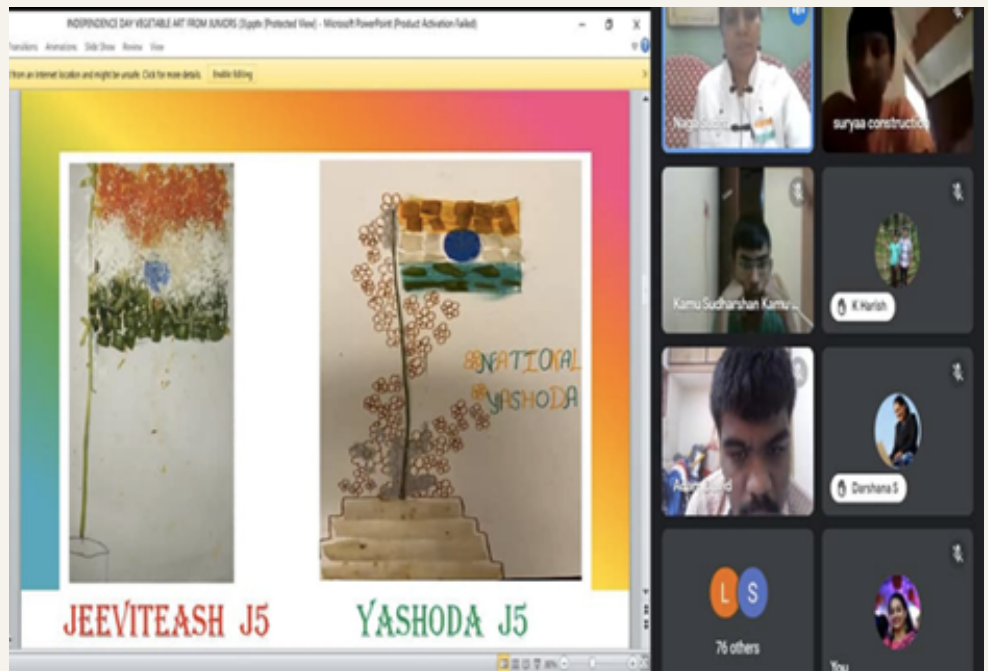 INDEPENDENCE DAY VEGETABLE ART FROM JUNIORS (3).pptx [Protected View] - Microsoft PowerPoint (Product Activation Failed)
Animations Slide Show Review View
from an internet location and might be unsafe. Click for more details. Enable Editing
NATIONAL
YASHODA
JEEVITEASH J5
YASHODA J5
suryaa construction
Kamu Sudharshan Kamu ...
K Harish
Darshana S
L S
76 others
You